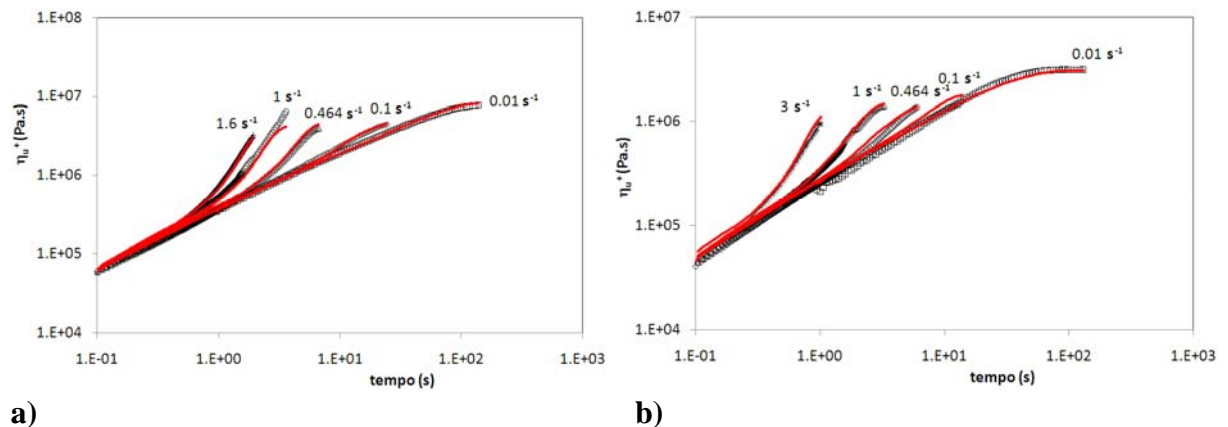 1.E+08
1.E+07
1.E+06
1.E+05
1.E+04
ηu+ (Pa.s)
1.6 s-1
1 s-1
0.464 s-1
0.1 s-1
0.01 s-1
1.E-01 1.E+00 1.E+01 1.E+02 1.E+03
tempo (s)
a)
1.E+07
1.E+06
1.E+05
1.E+04
ηu+ (Pa.s)
3 s-1
1 s-1
0.464 s-1
0.1 s-1
0.01 s-1
1.E-01 1.E+00 1.E+01 1.E+02 1.E+03
tempo (s)
b)